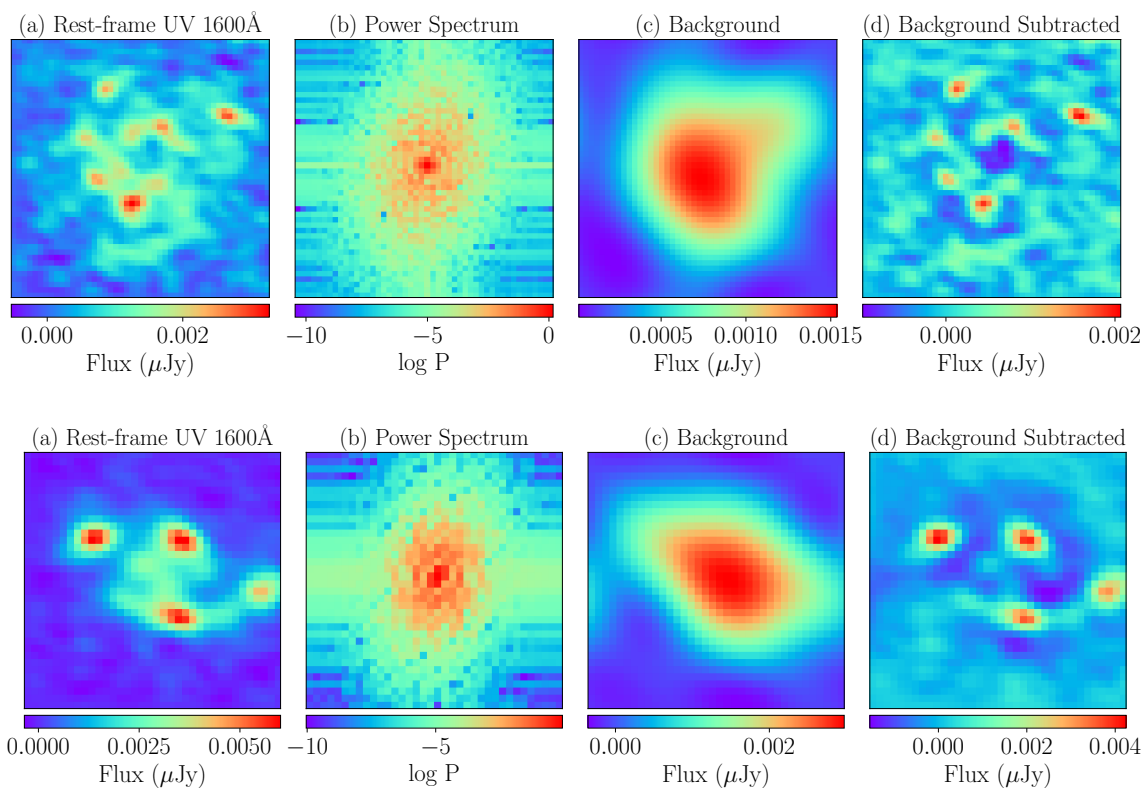 (a) Rest-frame UV 1600Å (b) Power Spectrum (c) Background (d) Background Subtracted
0.000 0.002 −10 −5 0 0.0005 0.0010 0.0015 0.000 0.002
Flux (μJy) log P Flux (μJy) Flux (μJy)
(a) Rest-frame UV 1600Å (b) Power Spectrum (c) Background (d) Background Subtracted
0.0000 0.0025 0.0050 −10 −5 0.000 0.002 0.000 0.002 0.004
Flux (μJy) log P Flux (μJy) Flux (μJy)